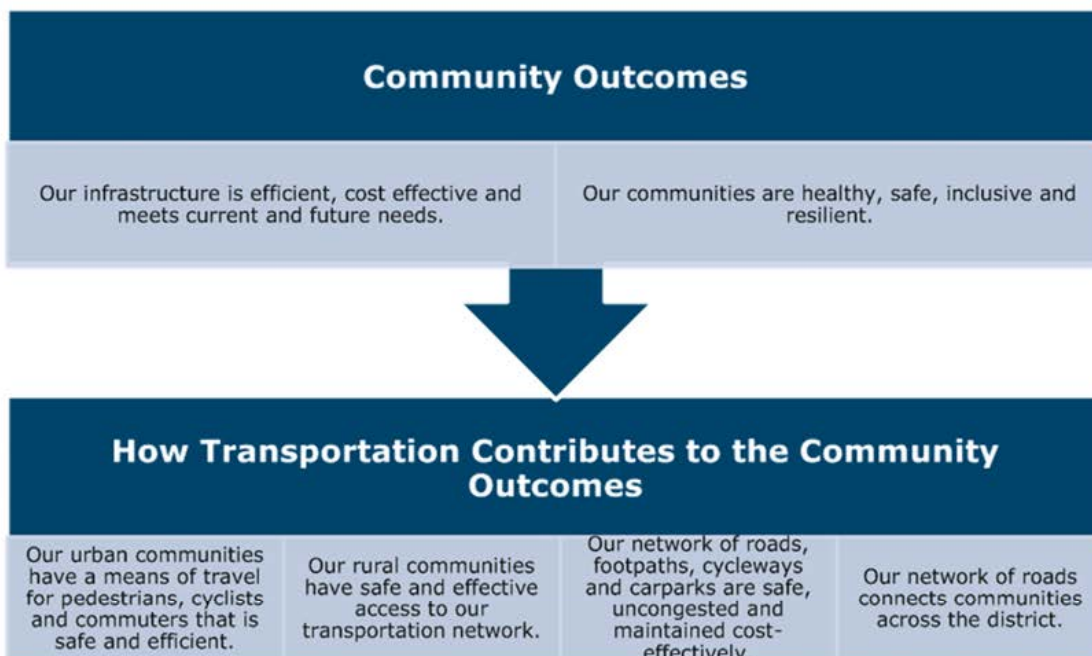 Community Outcomes
Our infrastructure is efficient, cost effective and
meets current and future needs.
Our communities are healthy, safe, inclusive and
resilient.
How Transportation Contributes to the Community
Outcomes
Our urban communities
have a means of travel
for pedestrians, cyclists
and commuters that is
safe and efficient.
Our rural communities
have safe and effective
access to our
transportation network.
Our network of roads,
footpaths, cycleways
and carparks are safe,
uncongested and
maintained cost-
effectively
Our network of roads
connects communities
across the district.